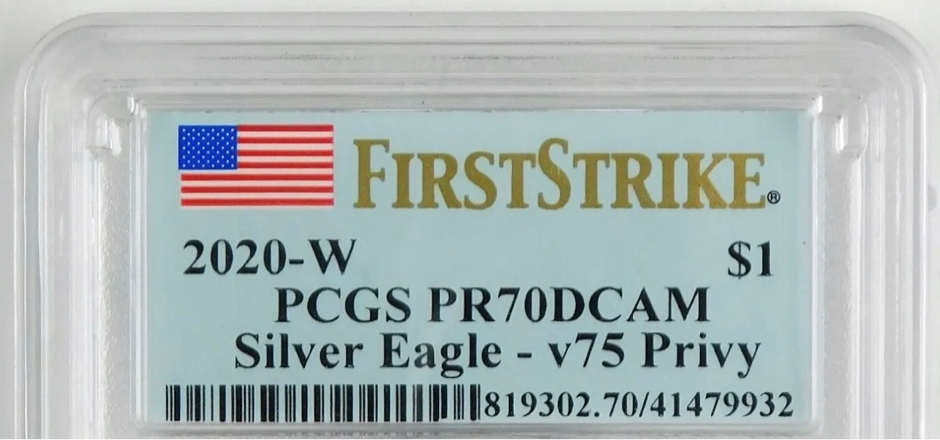 FIRSTSTRIKE®
2020-W $1
PCGS PR70DCAM
Silver Eagle - v75 Privy
819302.70/41479932